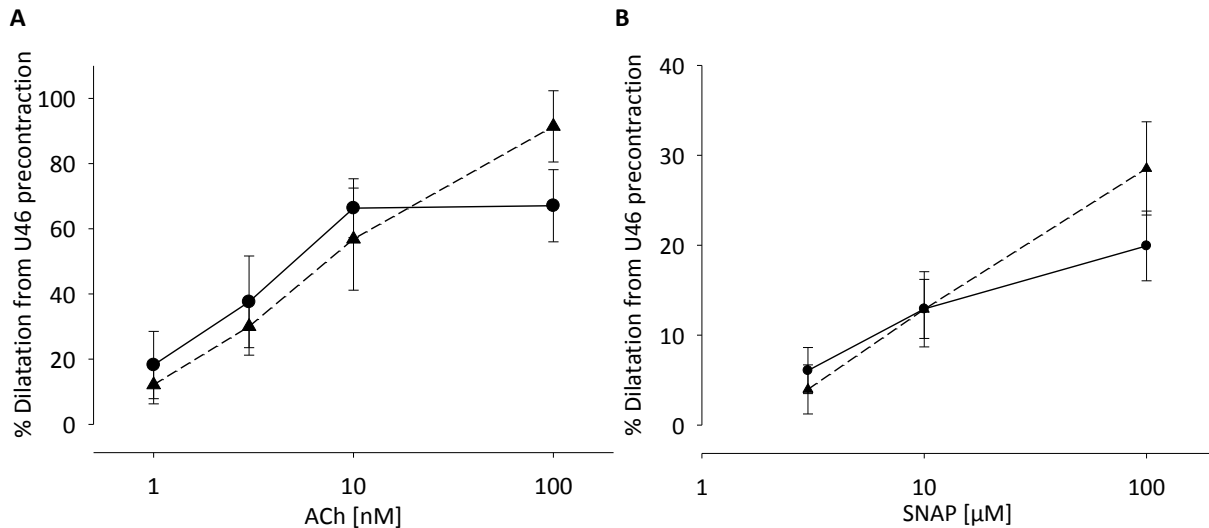 A
% Dilatation from U46 precontraction
100
80
60
40
20
0
1 10 100
ACh [nM]
B
% Dilatation from U46 precontraction
40
30
20
10
0
1 10 100
SNAP [µM]